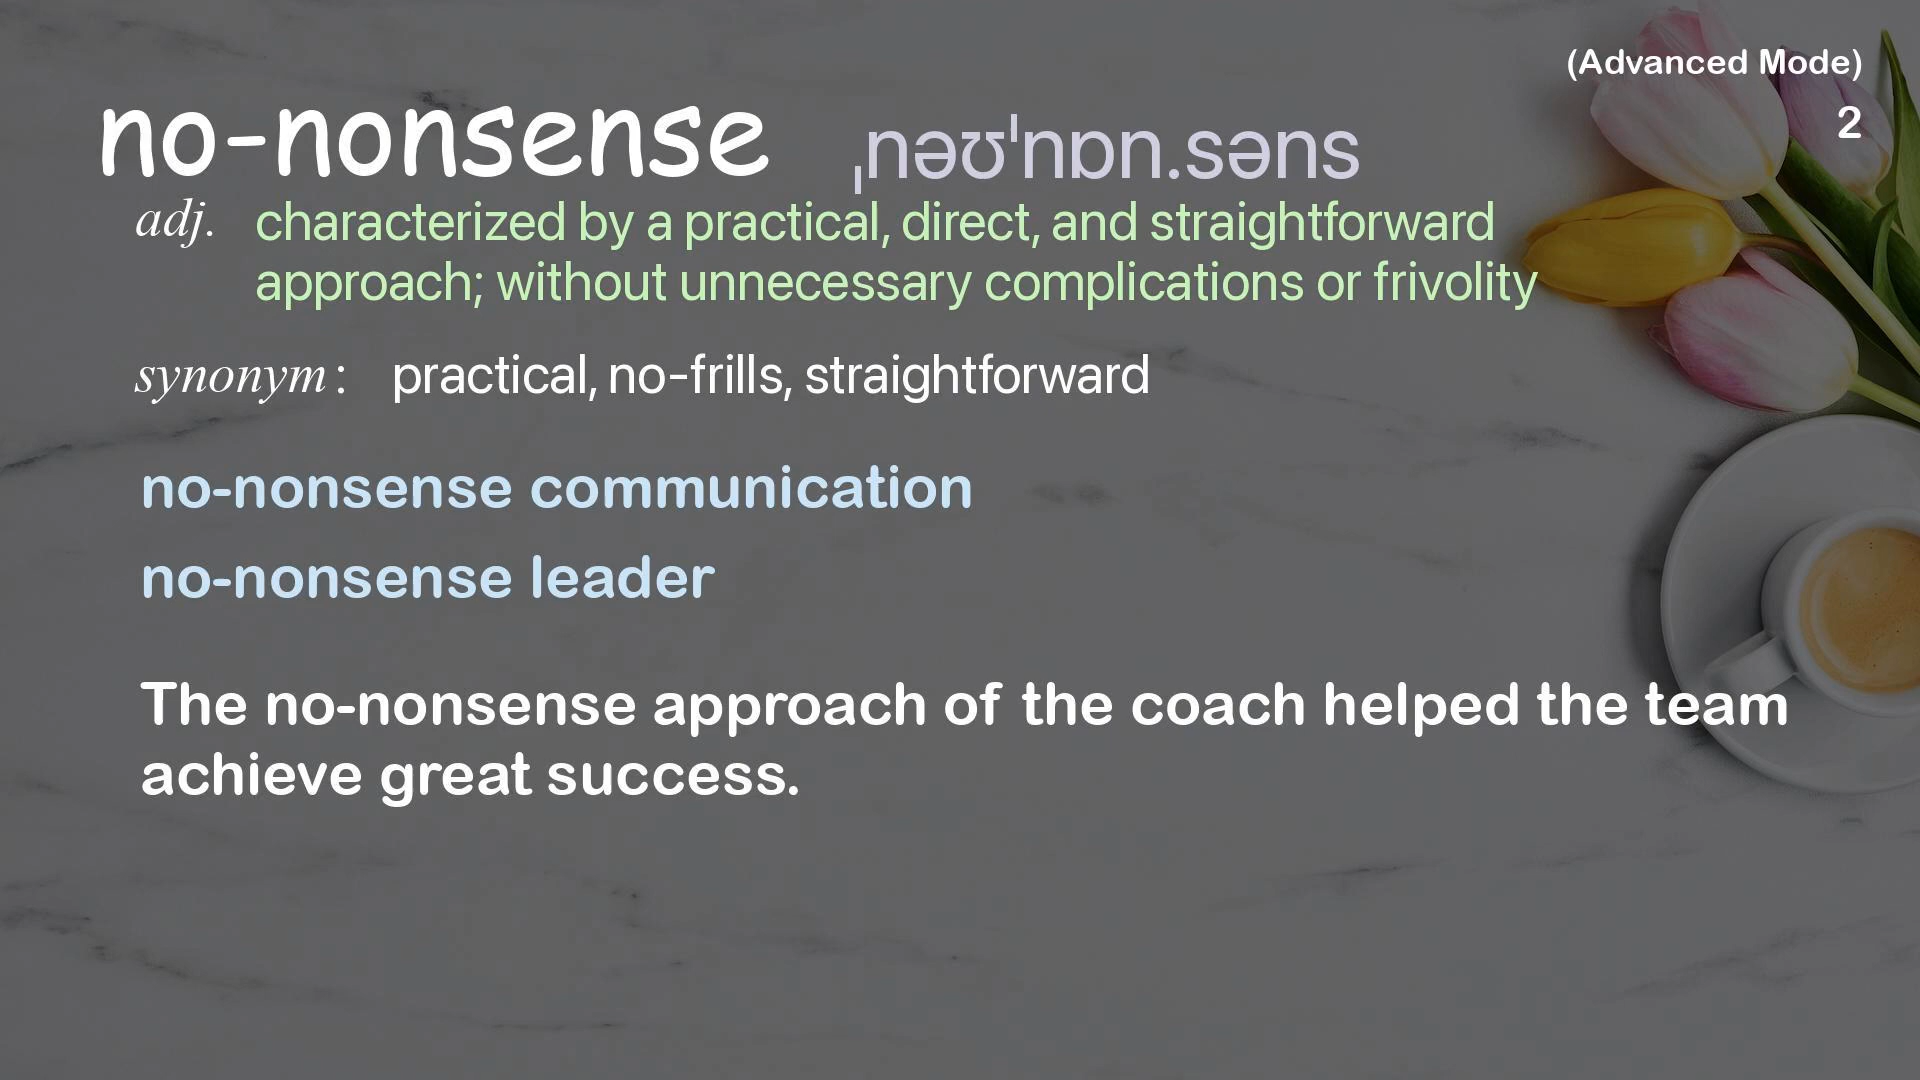 (Advanced Mode)
2
no-nonsense ˌnəʊˈnɒn.səns
adj. characterized by a practical, direct, and straightforward
approach; without unnecessary complications or frivolity
synonym: practical, no-frills, straightforward
no-nonsense communication
no-nonsense leader
The no-nonsense approach of the coach helped the team
achieve great success.